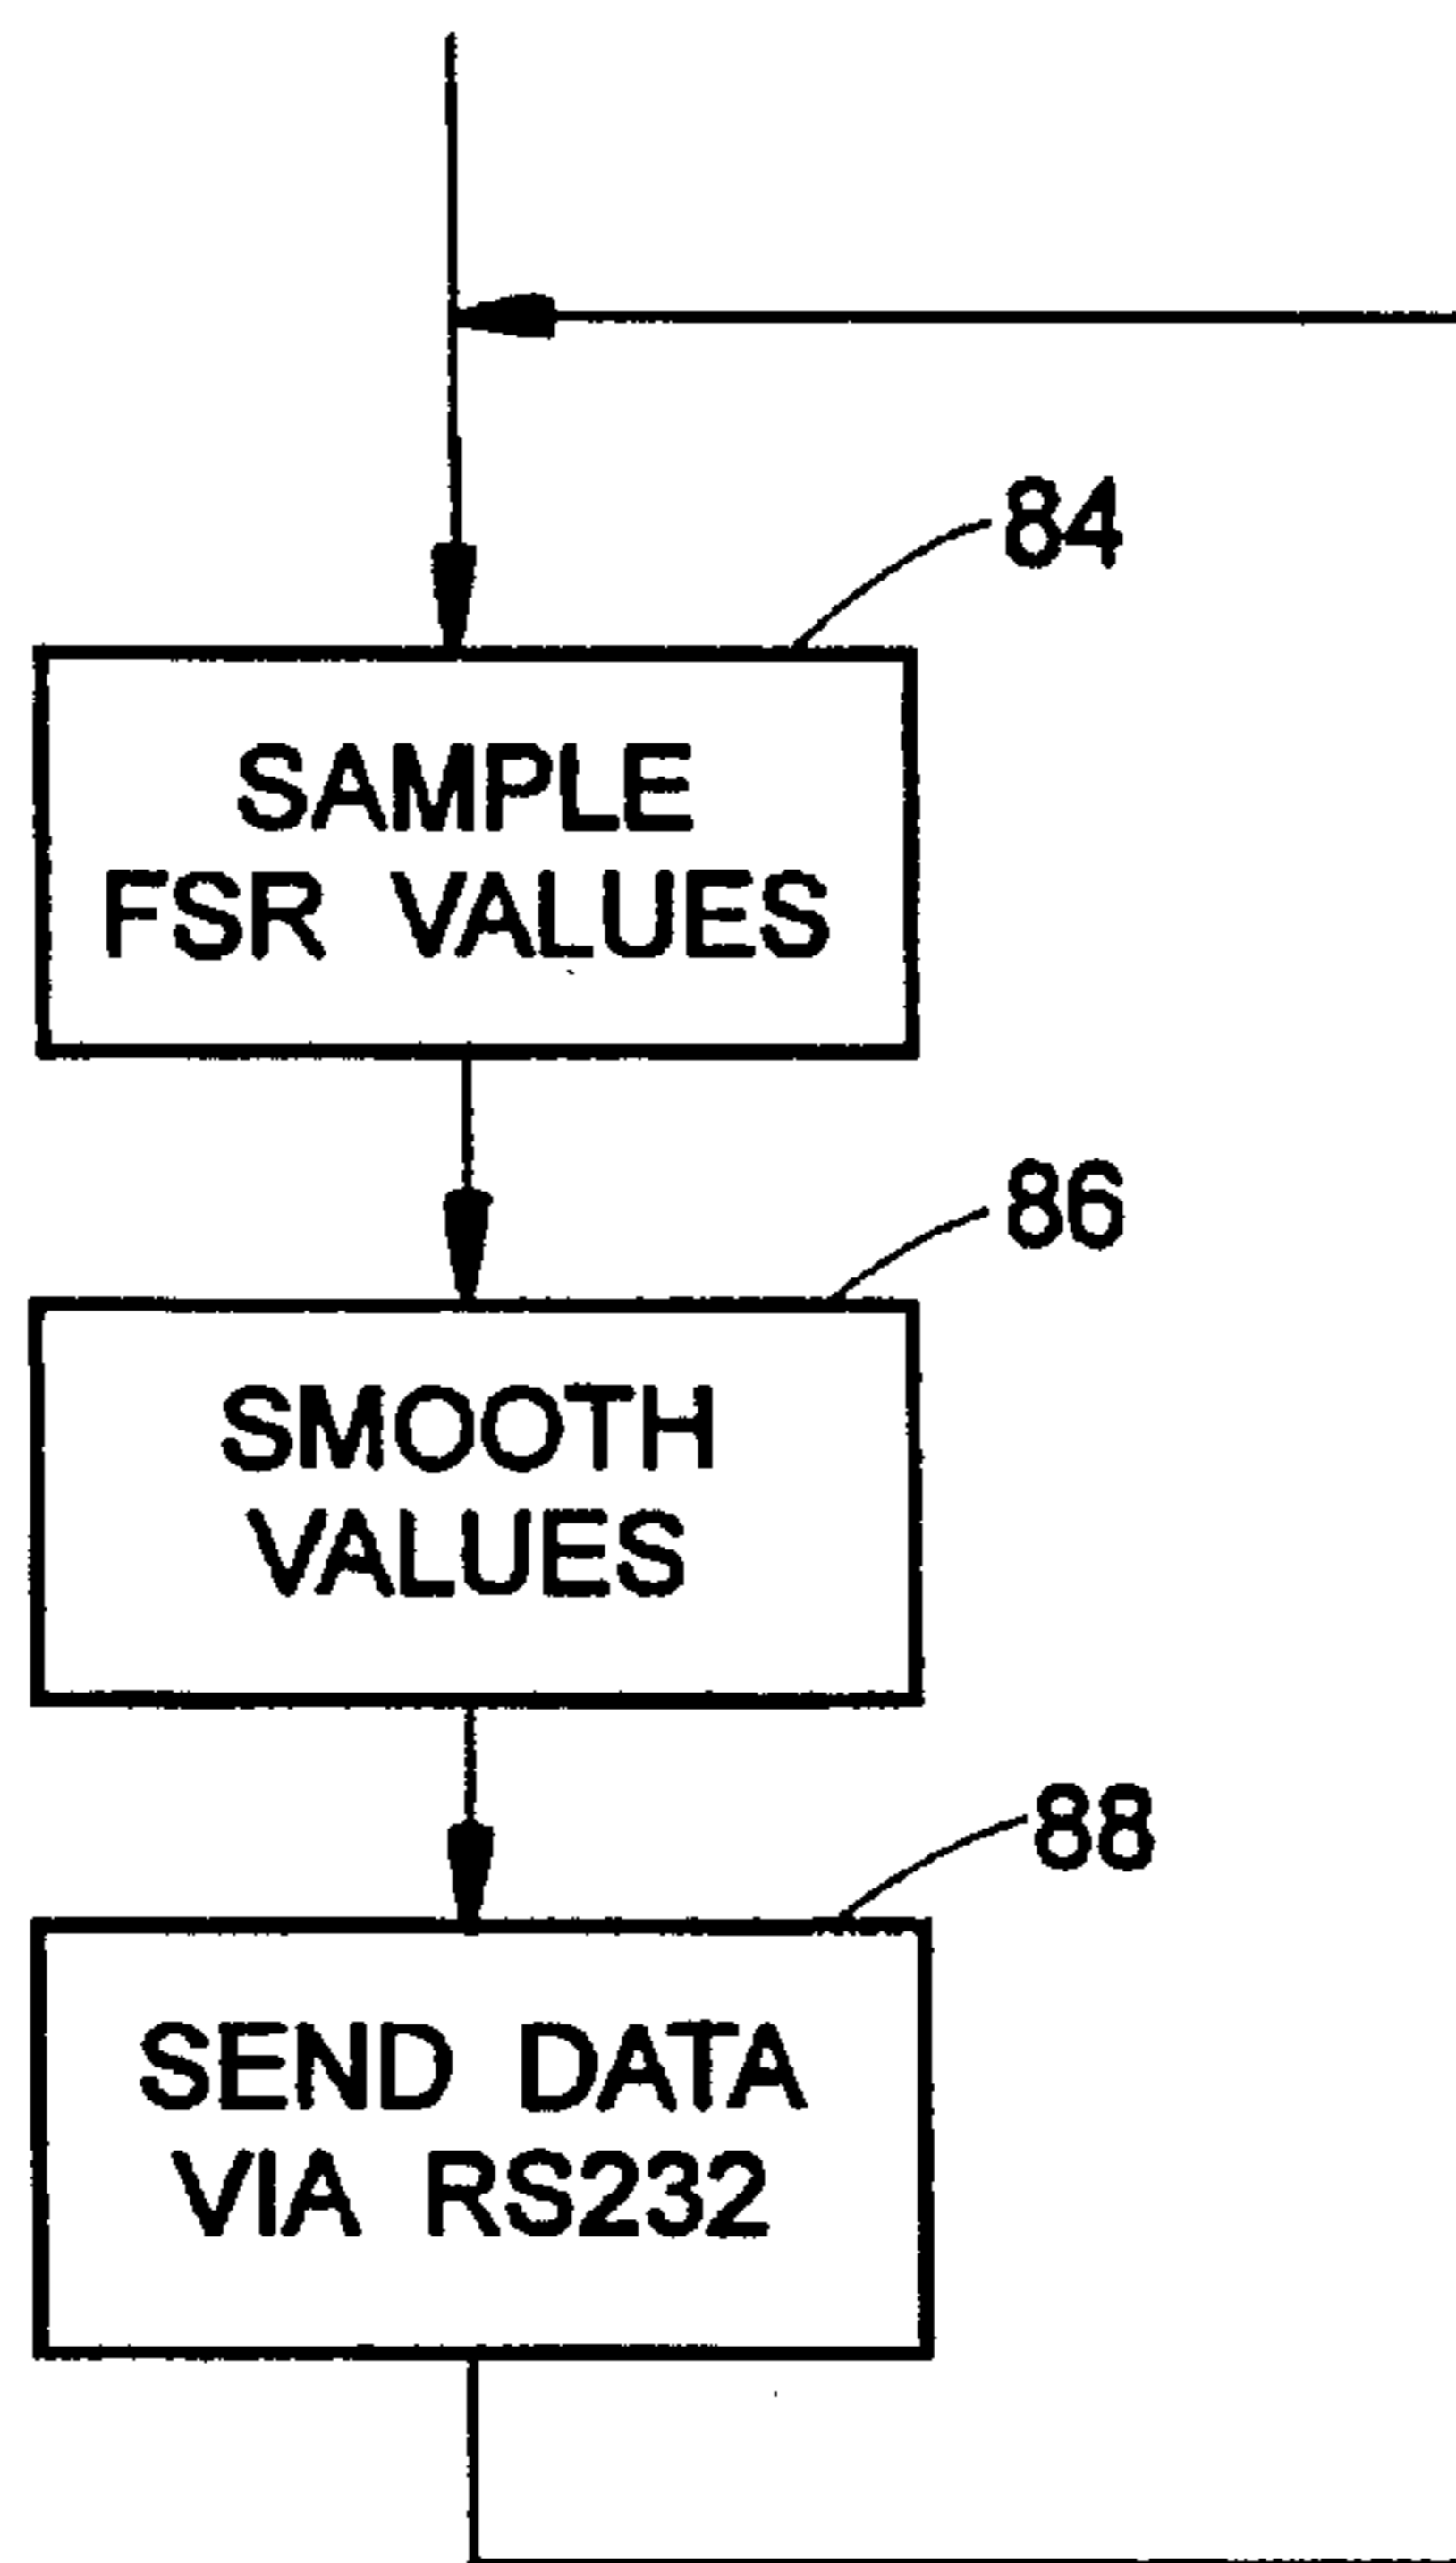 84
SAMPLE
FSR VALUES
86
SMOOTH
VALUES
88
SEND DATA
VIA RS232